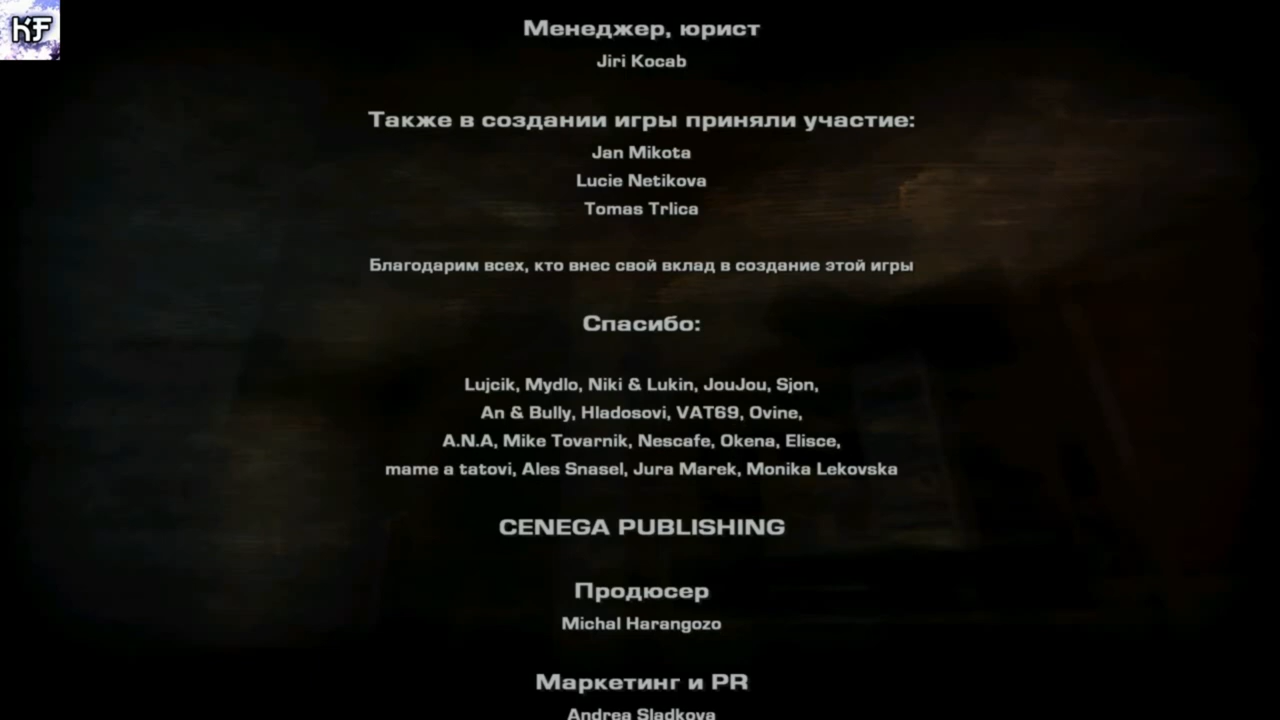 KF
Менеджер, юрист
Jiri Kocab
Также в создании игры приняли участие:
Jan Mikota
Lucie Netikova
Tomas Trlica
Благодарим всех, кто внес свой вклад в создание этой игры
Спасибо:
Lujcik, Mydlo, Niki & Lukin, JouJou, Sjon,
An & Bully, Hladosovi, VAT69, Ovine,
A.N.A, Mike Tovarnik, Nescafe, Okena, Elisce,
mame a tatovi, Ales Snasel, Jura Marek, Monika Lekovska
CENEGA PUBLISHING
Продюсер
Michal Harangozo
Маркетинг и PR
Andrea Sladkova